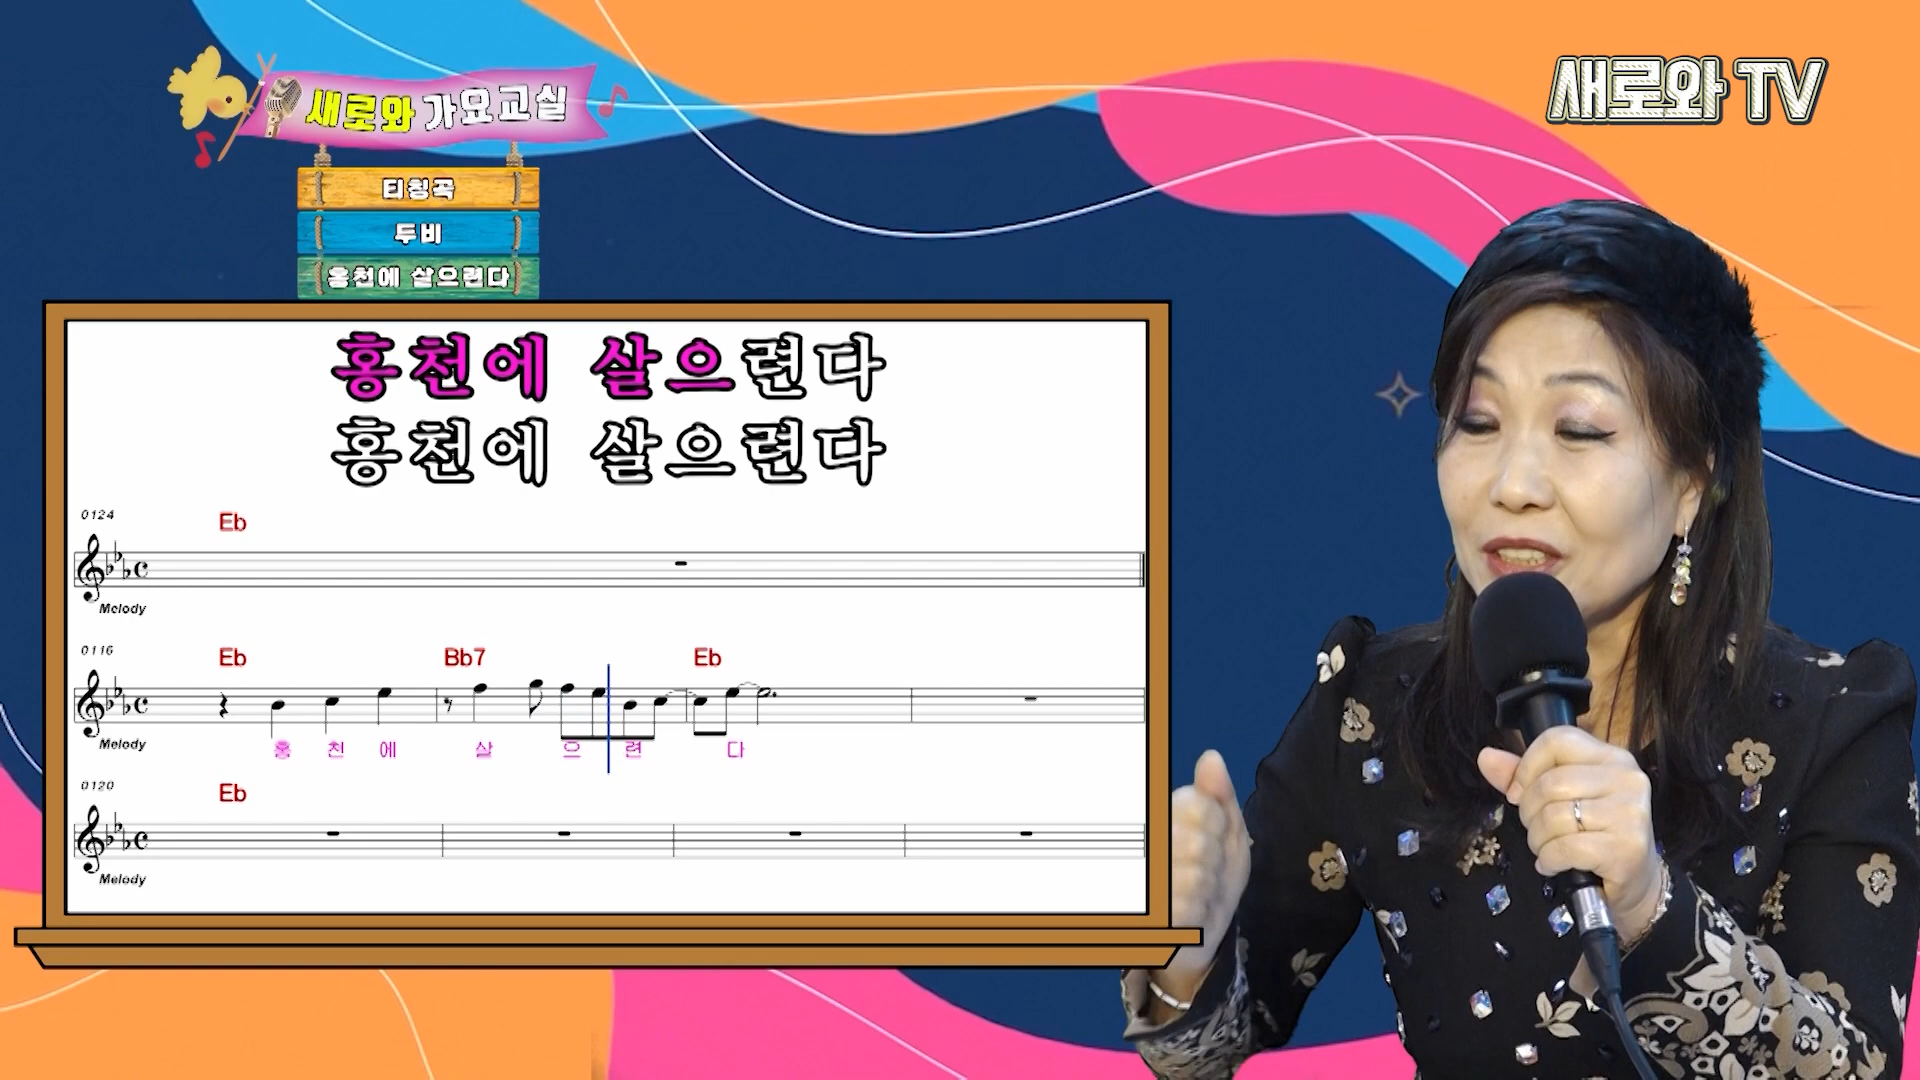 새로와 가요교실
새로와 TV
티칭곡
두비
홍천에 살으련다
홍천에 살으련다
홍천에 살으련다
0124
Eb
Melody
0116
Eb Bb7 Eb
Melody
홍 천 에 살 으 련 다
0120
Eb
Melody